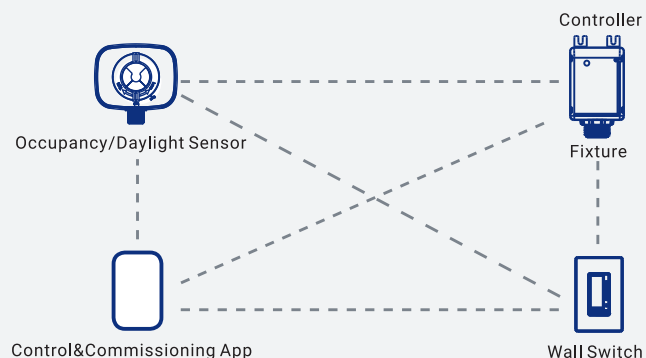 Controller
Occupancy/Daylight Sensor
Fixture
Control&Commissioning App
Wall Switch